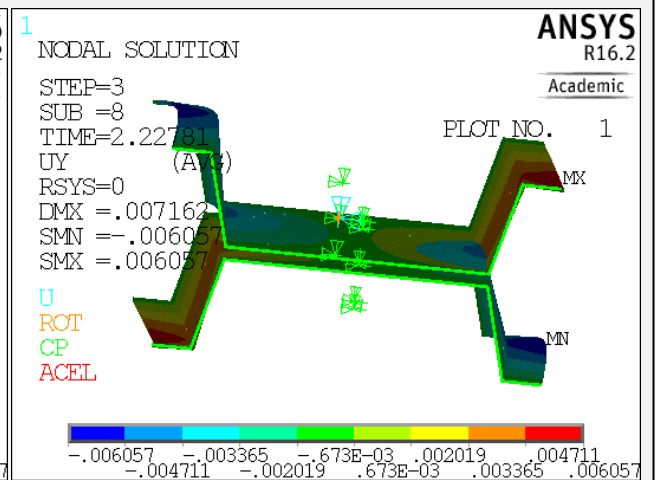 1
ANSYS
R16.2
Academic
NODAL SOLUTION
STEP=3
SUB =8
TIME=2.22781
UY (AVG)
RSYS=0
DMX =.007162
SMN =-.006057
SMX =.006057
U
ROT
CP
ACEL
PLOT NO. 1
MX
MN
-.006057 -.003365 -.673E-03 .002019 .004711
-.004711 -.002019 .673E-03 .003365 .006057